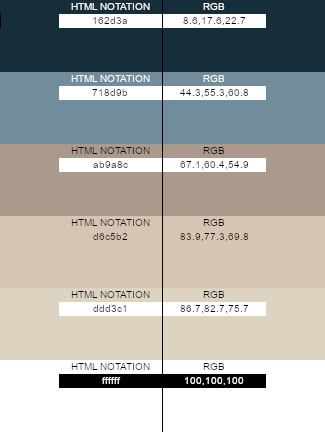 HTML NOTATION RGB
162d3a 8.6,17.6,22.7
HTML NOTATION RGB
718d9b 44.3,55.3,60.8
HTML NOTATION RGB
ab9a8c 67.1,60.4,54.9
HTML NOTATION RGB
d6c5b2 83.9,77.3,69.8
HTML NOTATION RGB
ddd3c1 86.7,82.7,75.7
HTML NOTATION RGB
ffffff 100,100,100